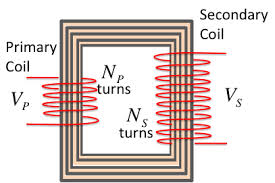 Secondary
Coil
Primary
Coil
N_P
turns
V_P
V_S
N_S
turns